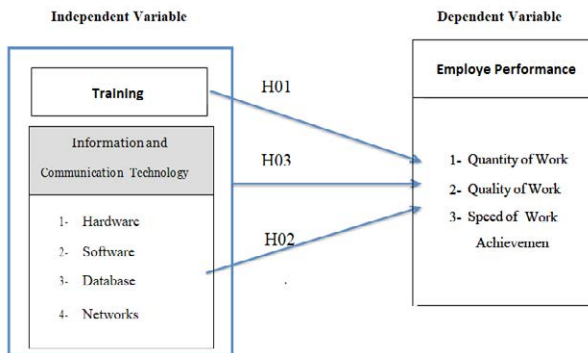 Independent Variable
Dependent Variable
Training
Information and
Communication Technology
1- Hardware
2- Software
3- Database
4- Networks
H01
H03
H02
.
Employe Performance
1- Quantity of Work
2- Quality of Work
3- Speed of Work
Achievemen